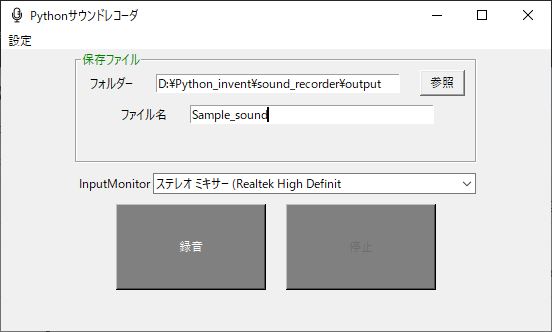 Pythonサウンドレコーダ
設定
保存ファイル
フォルダー D:¥Python_invent¥sound_recorder¥output 参照
ファイル名 Sample_sound
InputMonitor ステレオ ミキサー (Realtek High Definit
録音 停止